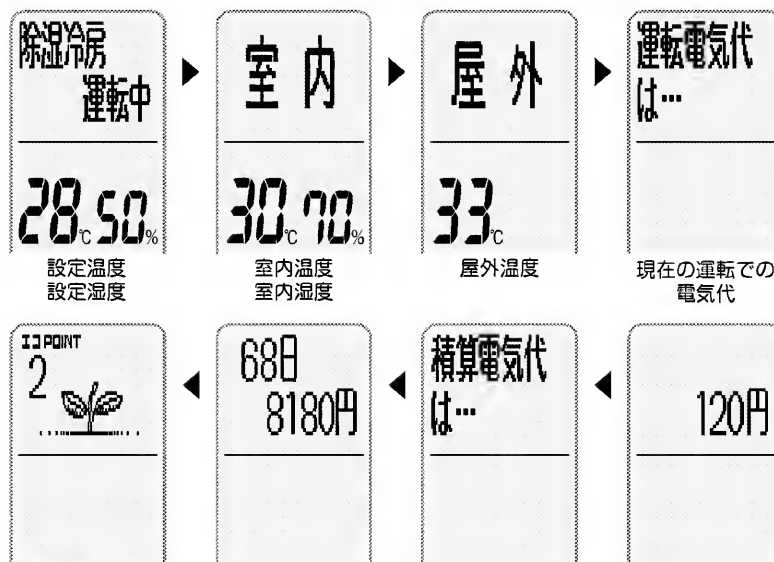 除湿冷房
運転中
28℃ 50%
設定温度
設定湿度
室内
30℃ 70%
室内温度
室内湿度
屋外
33℃
屋外温度
運転電気代
は…
現在の運転での
電気代
120円
積算電気代
は…
68日
8180円
エコPOINT
2